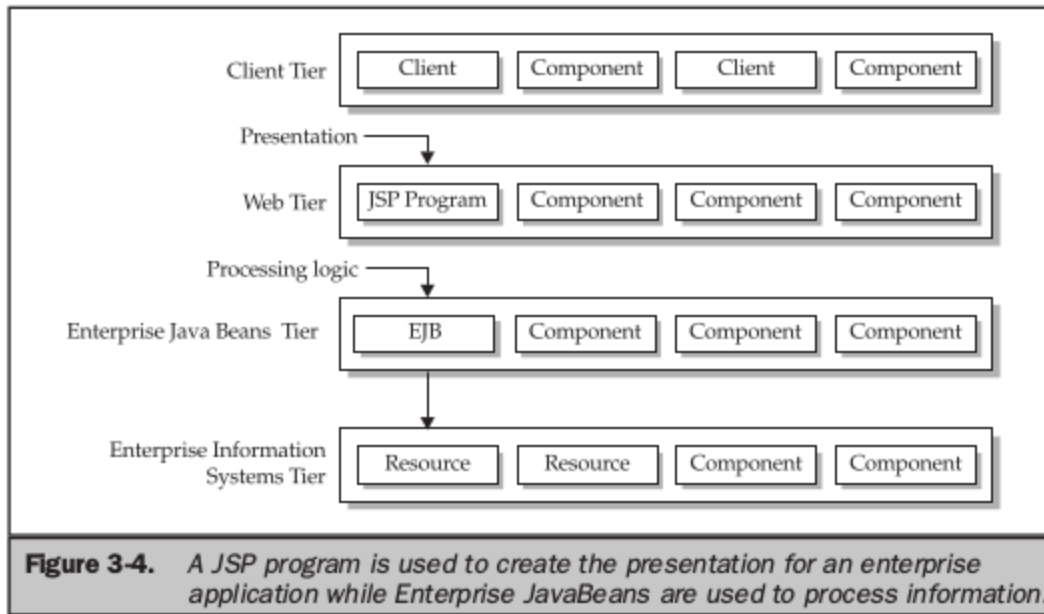 Client Tier
Client
Component
Client
Component
Presentation
Web Tier
JSP Program
Component
Component
Component
Processing logic
Enterprise Java Beans Tier
EJB
Component
Component
Component
Enterprise Information
Systems Tier
Resource
Resource
Component
Component
Figure 3-4. A JSP program is used to create the presentation for an enterprise
application while Enterprise JavaBeans are used to process information.